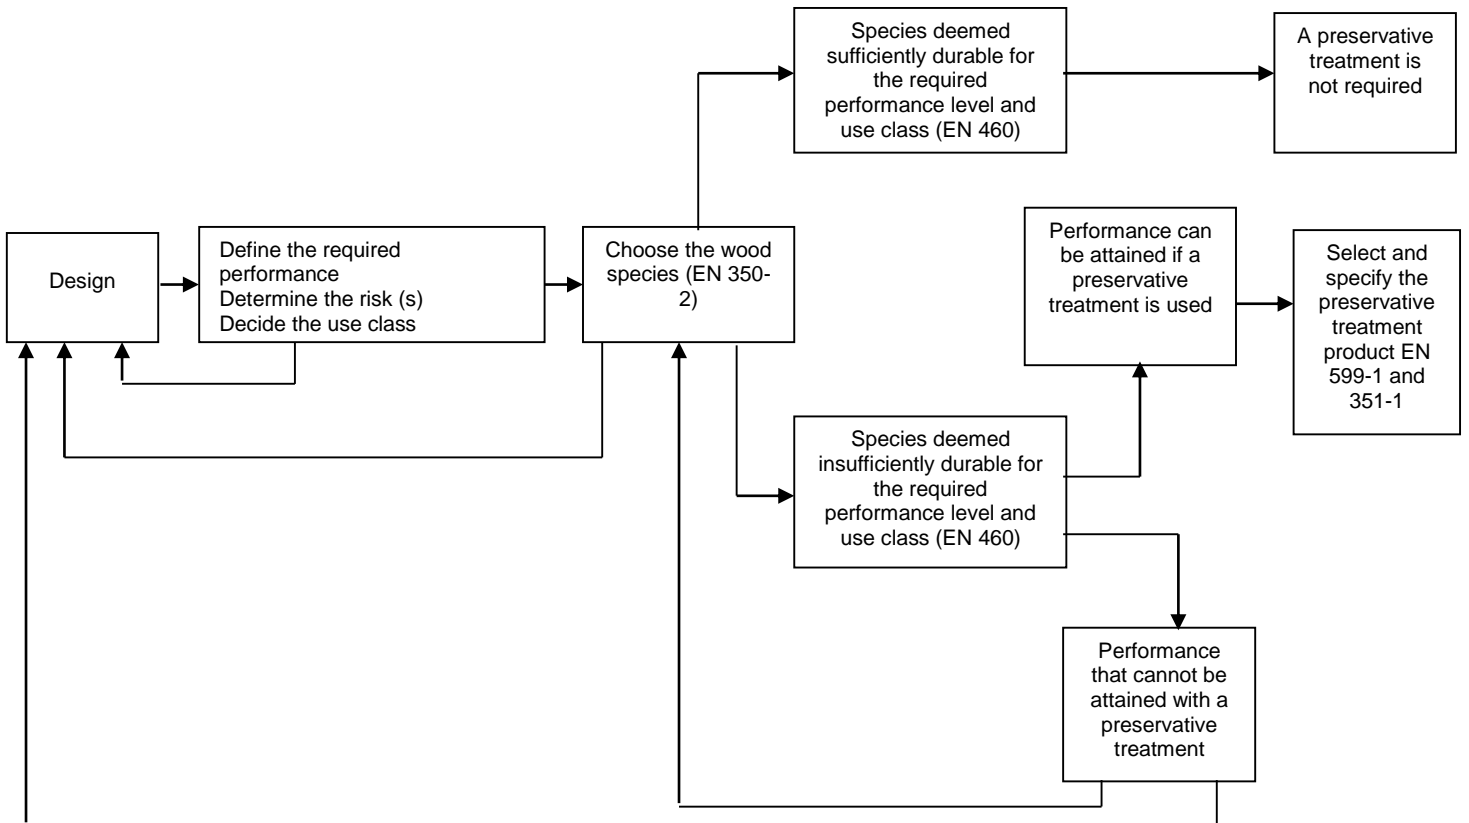 Species deemed
sufficiently durable for
the required
performance level and
use class (EN 460)
A preservative
treatment is
not required
Design
Define the required
performance
Determine the risk (s)
Decide the use class
Choose the wood
species (EN 350-
2)
Performance can
be attained if a
preservative
treatment is used
Select and
specify the
preservative
treatment
product EN
599-1 and
351-1
Species deemed
insufficiently durable for
the required
performance level and
use class (EN 460)
Performance
that cannot be
attained with a
preservative
treatment